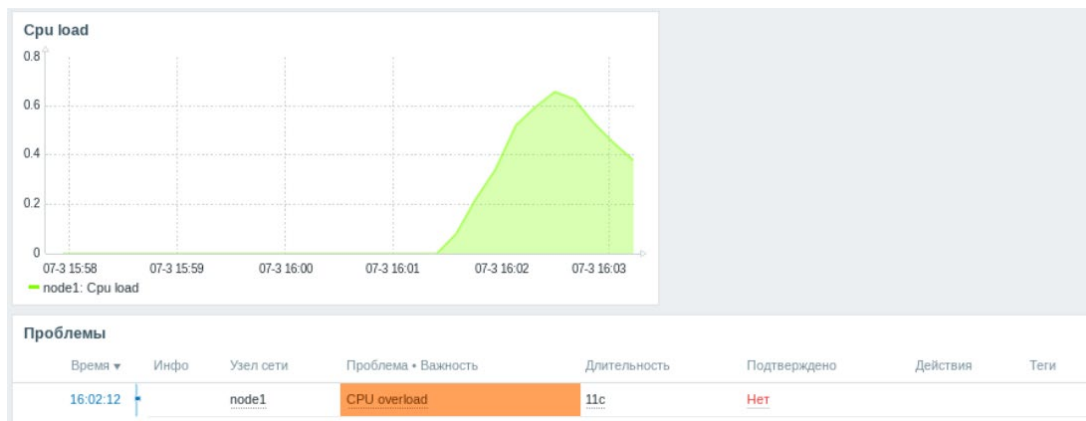 Cpu load
0.8
0.6
0.4
0.2
0
07-3 15:58 07-3 15:59 07-3 16:00 07-3 16:01 07-3 16:02 07-3 16:03
node1: Cpu load
Проблемы
Время ▾ Инфо Узел сети Проблема • Важность Длительность Подтверждено Действия Теги
16:02:12 node1 CPU overload 11с Нет